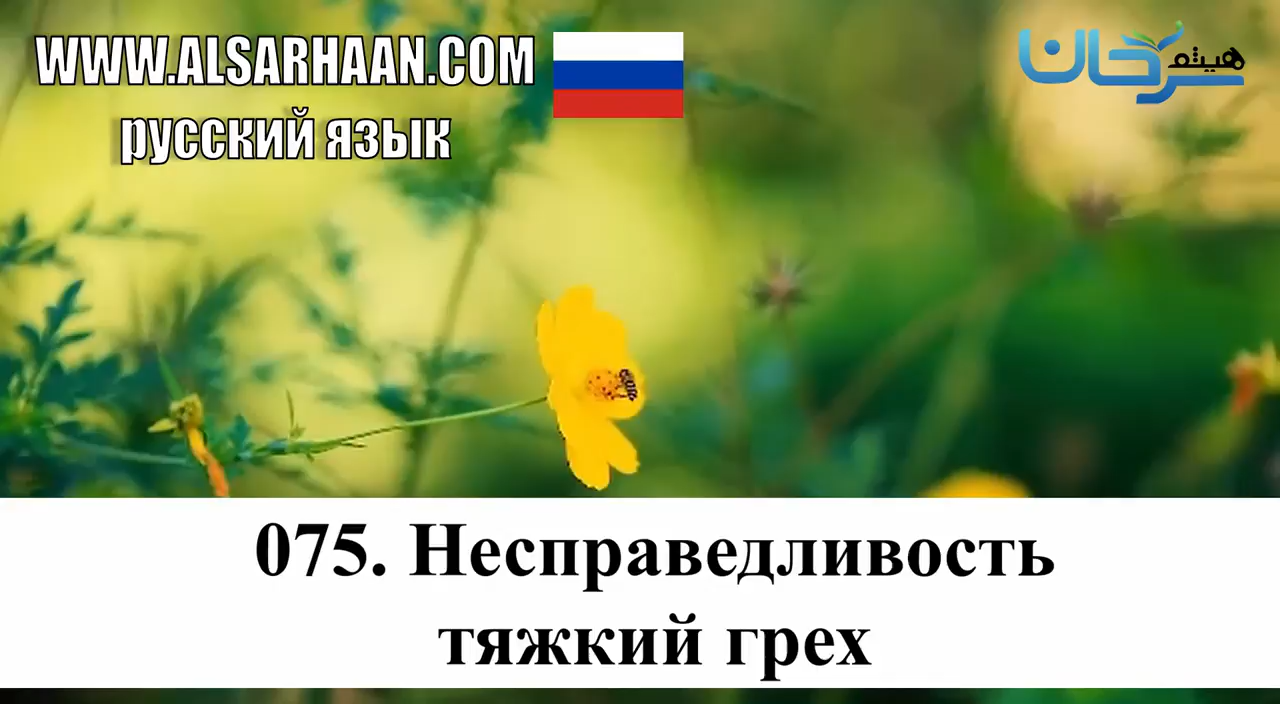 WWW.ALSARHAAN.COM
русский язык
هيثم سرحان
075. Несправедливость
тяжкий грех